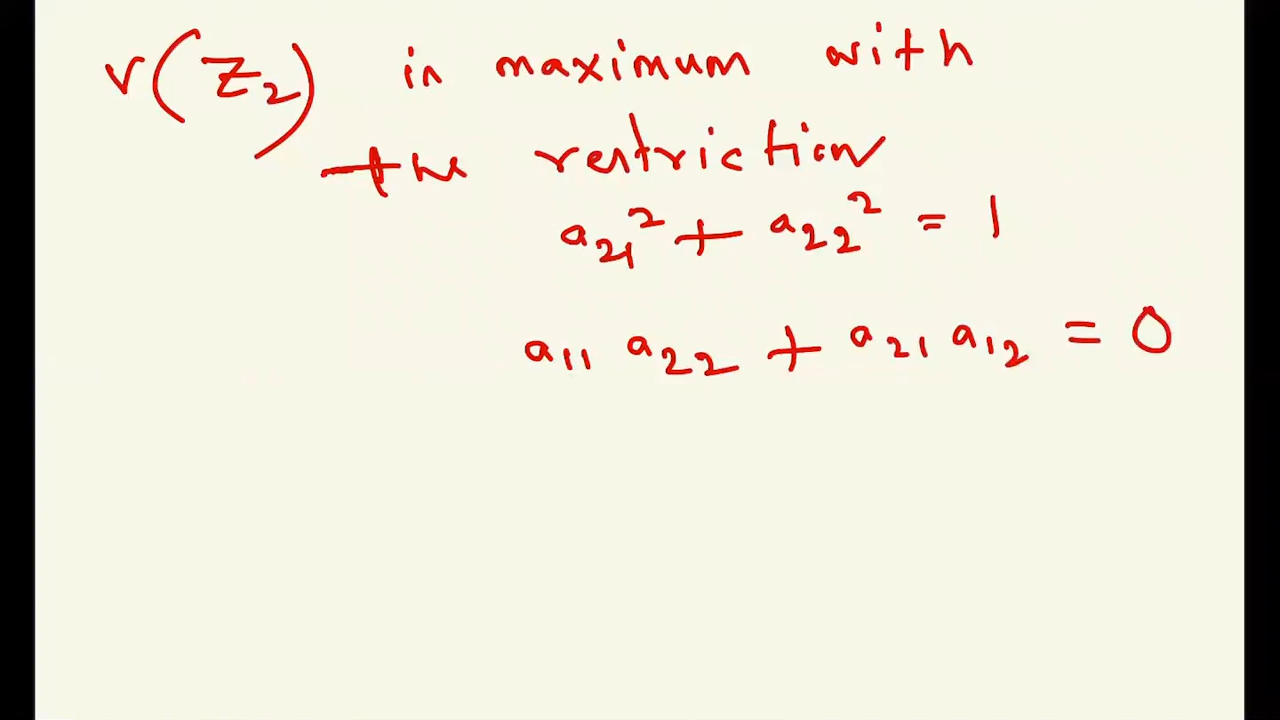 V(Z₂) is maximum with
the restriction
a₂₁² + a₂₂² = 1
a₁₁ a₂₂ + a₂₁ a₁₂ = 0